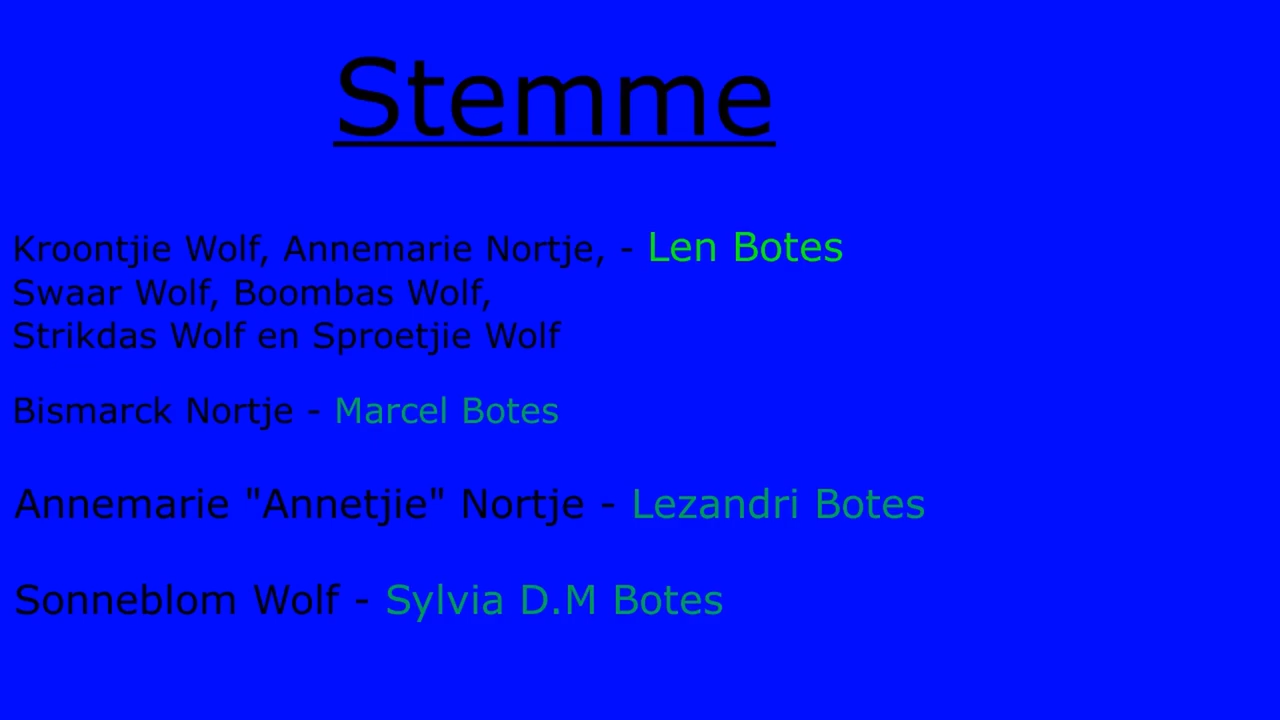 Stemme
Kroontjie Wolf, Annemarie Nortje, - Len Botes
Swaar Wolf, Boombas Wolf,
Strikdas Wolf en Sproetjie Wolf
Bismarck Nortje - Marcel Botes
Annemarie "Annetjie" Nortje - Lezandri Botes
Sonneblom Wolf - Sylvia D.M Botes